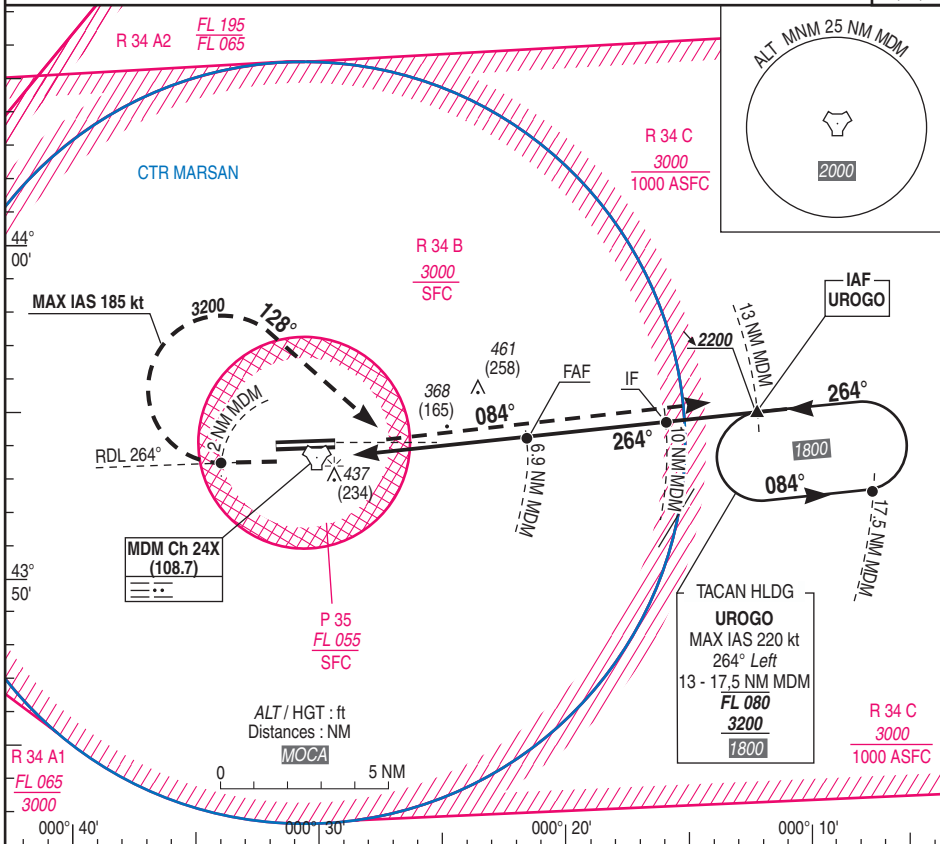 R 34 A2
FL 195
FL 065
ALT MNM 25 NM MDM
2000
R 34 C
3000
1000 ASFC
CTR MARSAN
44°
00'
R 34 B
3000
SFC
MAX IAS 185 kt
3200
128°
IAF
UROGO
13 NM MDM
2200
461
(258)
FAF
IF
368
(165)
084°
264°
264°
2 NM MDM
RDL 264°
6.9 NM MDM
10 NM MDM
1800
084°
17,5 NM MDM
437
(234)
MDM Ch 24X
(108.7)
43°
50'
P 35
FL 055
SFC
TACAN HLDG
UROGO
MAX IAS 220 kt
264° Left
13 - 17,5 NM MDM
FL 080
3200
1800
ALT / HGT : ft
Distances : NM
MOCA
0 5 NM
R 34 C
3000
1000 ASFC
R 34 A1
FL 065
3000
000° 40'
000° 30'
000° 20'
000° 10'